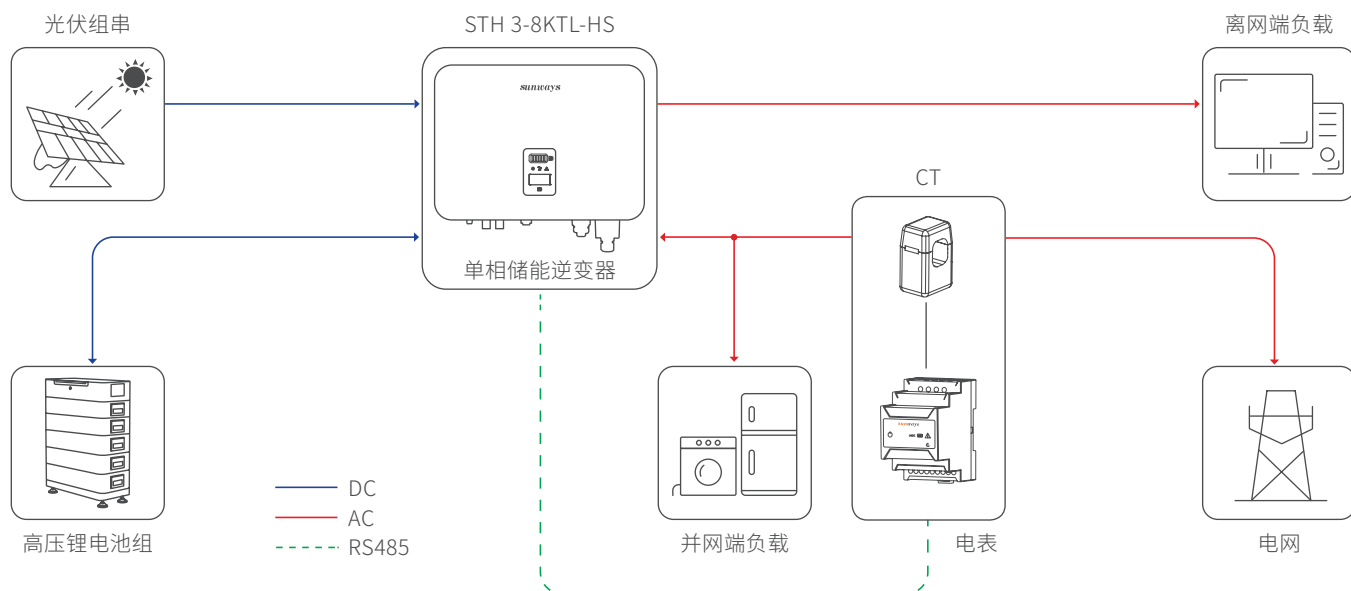 光伏组串
STH 3-8KTL-HS
离网端负载
sunways
CT
单相储能逆变器
sunways
DC
AC
RS485
高压锂电池组
并网端负载
电表
电网